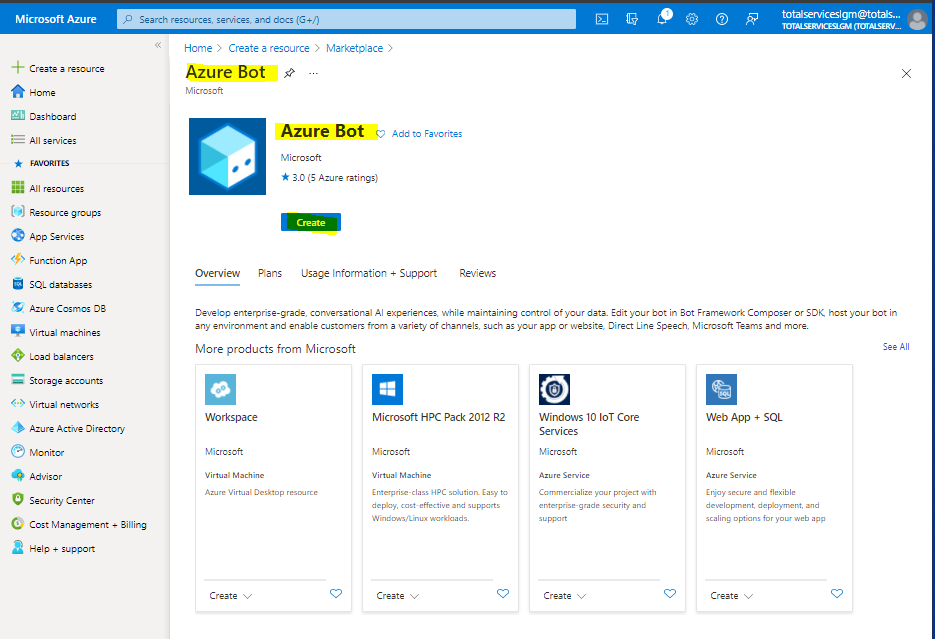 Microsoft Azure
Search resources, services, and docs (G+/)
1
totalserviceslgm@totals...
TOTALSERVICESLGM (TOTALSERV...
«
Create a resource
Home
Dashboard
All services
FAVORITES
All resources
Resource groups
App Services
Function App
SQL databases
Azure Cosmos DB
Virtual machines
Load balancers
Storage accounts
Virtual networks
Azure Active Directory
Monitor
Advisor
Security Center
Cost Management + Billing
Help + support
Home > Create a resource > Marketplace >
Azure Bot ...
Microsoft
Azure Bot Add to Favorites
Microsoft
★ 3.0 (5 Azure ratings)
Create
Overview Plans Usage Information + Support Reviews
Develop enterprise-grade, conversational AI experiences, while maintaining control of your data. Edit your bot in Bot Framework Composer or SDK, host your bot in
any environment and enable customers from a variety of channels, such as your app or website, Direct Line Speech, Microsoft Teams and more.
More products from Microsoft
See All
Workspace
Microsoft
Virtual Machine
Azure Virtual Desktop resource
Create
Microsoft HPC Pack 2012 R2
Microsoft
Virtual Machine
Enterprise-class HPC solution. Easy to
deploy, cost-effective and supports
Windows/Linux workloads.
Create
Windows 10 IoT Core
Services
Microsoft
Azure Service
Commercialize your project with
enterprise-grade security and
support
Create
Web App + SQL
Microsoft
Azure Service
Enjoy secure and flexible
development, deployment, and
scaling options for your web app
Create